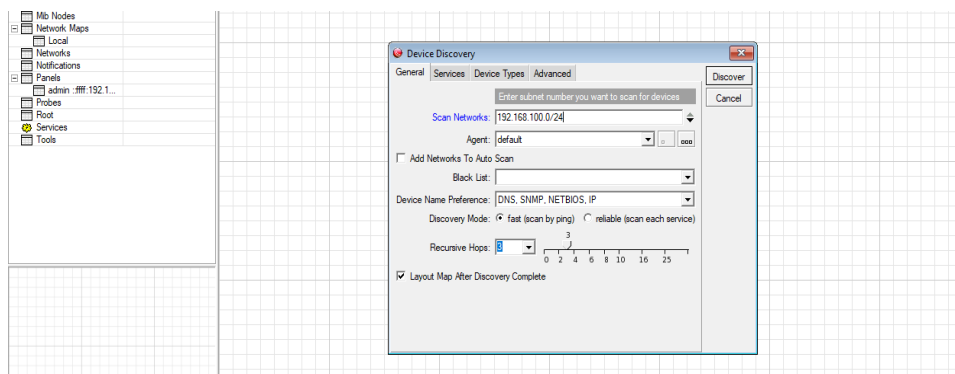 Mib Nodes
Network Maps
Local
Networks
Notifications
Panels
admin ::ffff:192.1...
Probes
Root
Services
Tools
Device Discovery
General Services Device Types Advanced
Discover
Cancel
Enter subnet number you want to scan for devices
Scan Networks: 192.168.100.0/24
Agent: default
Add Networks To Auto Scan
Black List:
Device Name Preference: DNS, SNMP, NETBIOS, IP
Discovery Mode: fast (scan by ping) reliable (scan each service)
3
Recursive Hops: 3
0 2 4 6 8 10 16 25
Layout Map After Discovery Complete